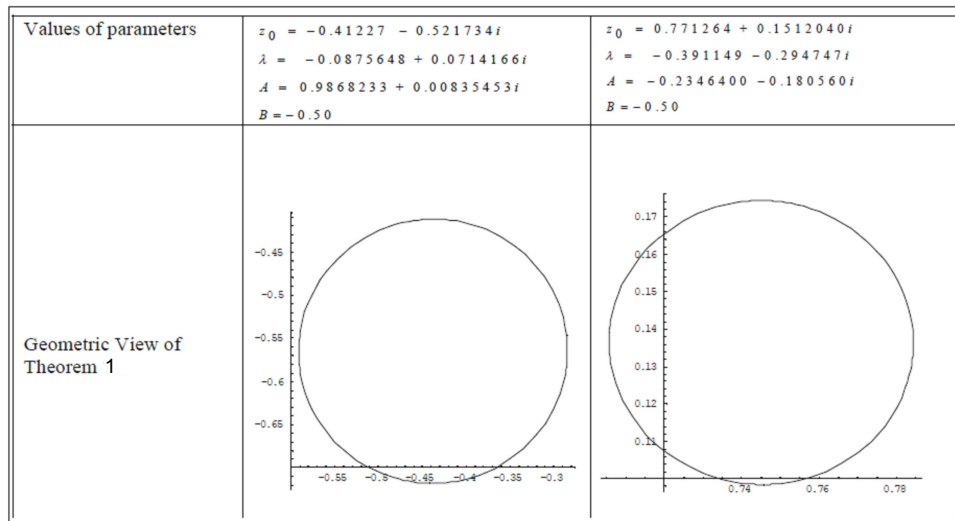 Values of parameters
z0 = -0.41227 - 0.521734i
λ = -0.0875648 + 0.0714166i
A = 0.9868233 + 0.00835453i
B = -0.50
z0 = 0.771264 + 0.1512040i
λ = -0.391149 - 0.294747i
A = -0.2346400 - 0.180560i
B = -0.50
Geometric View of
Theorem 1
-0.45
-0.5
-0.55
-0.6
-0.65
-0.55
-0.5
-0.45
-0.4
-0.35
-0.3
0.17
0.16
0.15
0.14
0.13
0.12
0.11
0.74
0.76
0.78